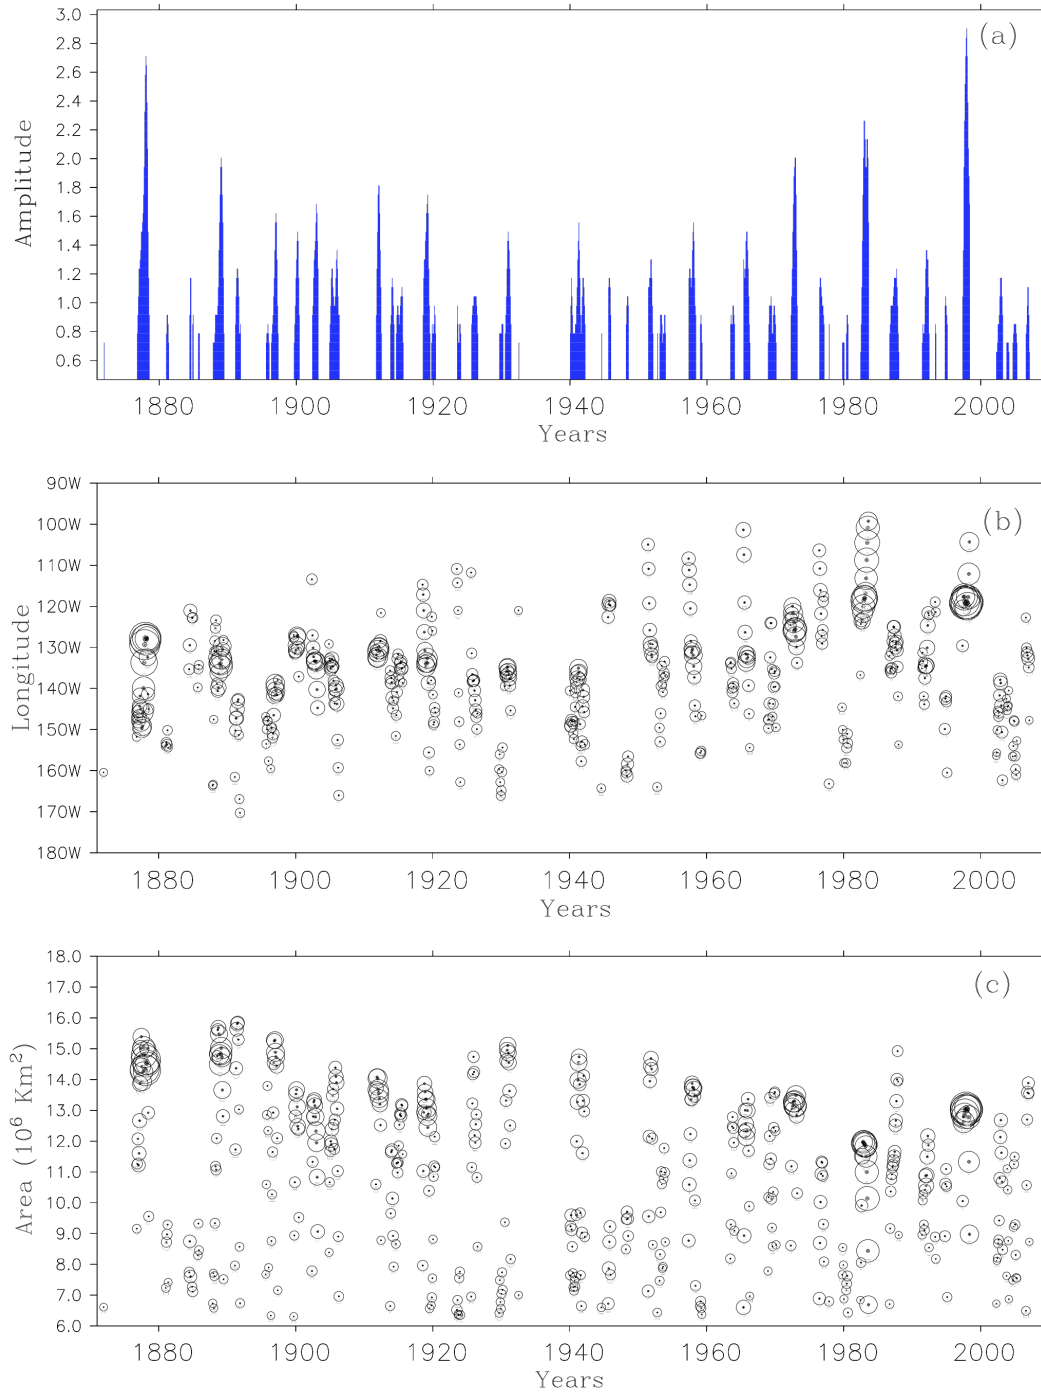 (a)
3.0
2.8
2.6
2.4
2.2
2.0
1.8
1.6
1.4
1.2
1.0
0.8
0.6
Amplitude
1880 1900 1920 1940 1960 1980 2000
Years
(b)
90W
100W
110W
120W
130W
140W
150W
160W
170W
180W
Longitude
1880 1900 1920 1940 1960 1980 2000
Years
(c)
18.0
17.0
16.0
15.0
14.0
13.0
12.0
11.0
10.0
9.0
8.0
7.0
6.0
Area (10⁶ Km²)
1880 1900 1920 1940 1960 1980 2000
Years